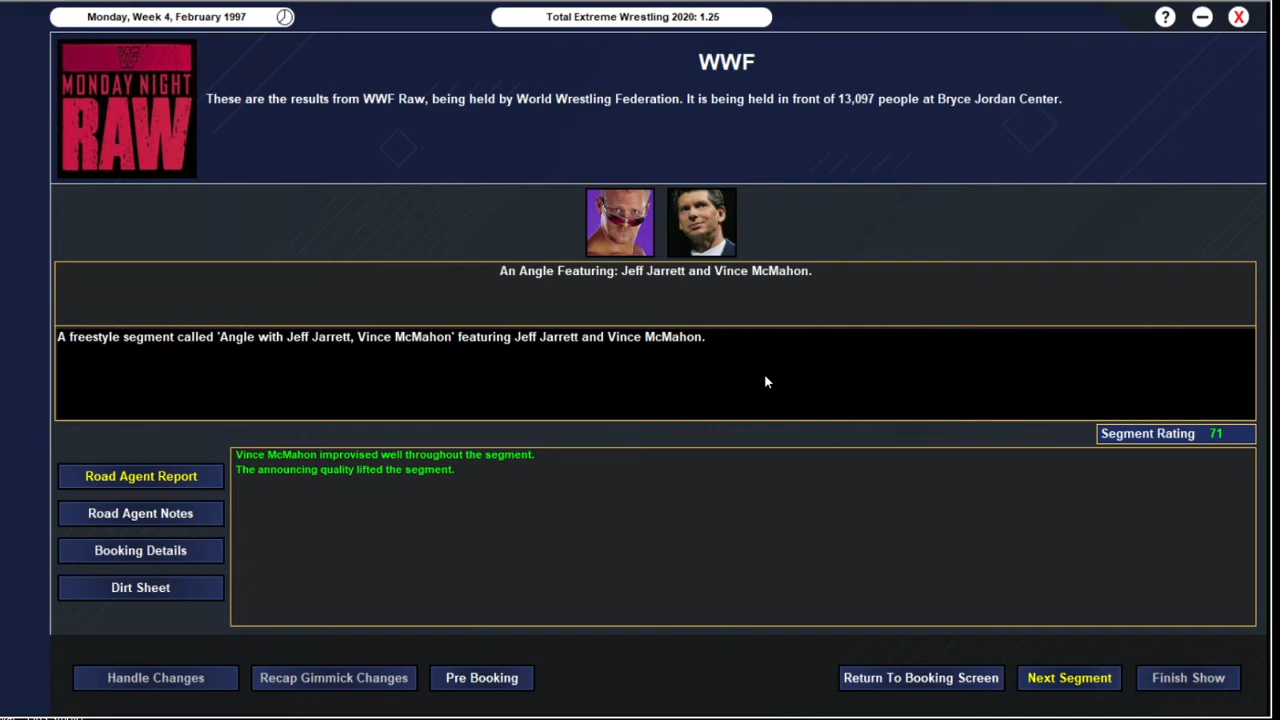 Monday, Week 4, February 1997
Total Extreme Wrestling 2020: 1.25
?
X
WWF
MONDAY NIGHT
RAW
These are the results from WWF Raw, being held by World Wrestling Federation. It is being held in front of 13,097 people at Bryce Jordan Center.
An Angle Featuring: Jeff Jarrett and Vince McMahon.
A freestyle segment called 'Angle with Jeff Jarrett, Vince McMahon' featuring Jeff Jarrett and Vince McMahon.
Segment Rating 71
Vince McMahon improvised well throughout the segment.
The announcing quality lifted the segment.
Road Agent Report
Road Agent Notes
Booking Details
Dirt Sheet
Handle Changes
Recap Gimmick Changes
Pre Booking
Return To Booking Screen
Next Segment
Finish Show